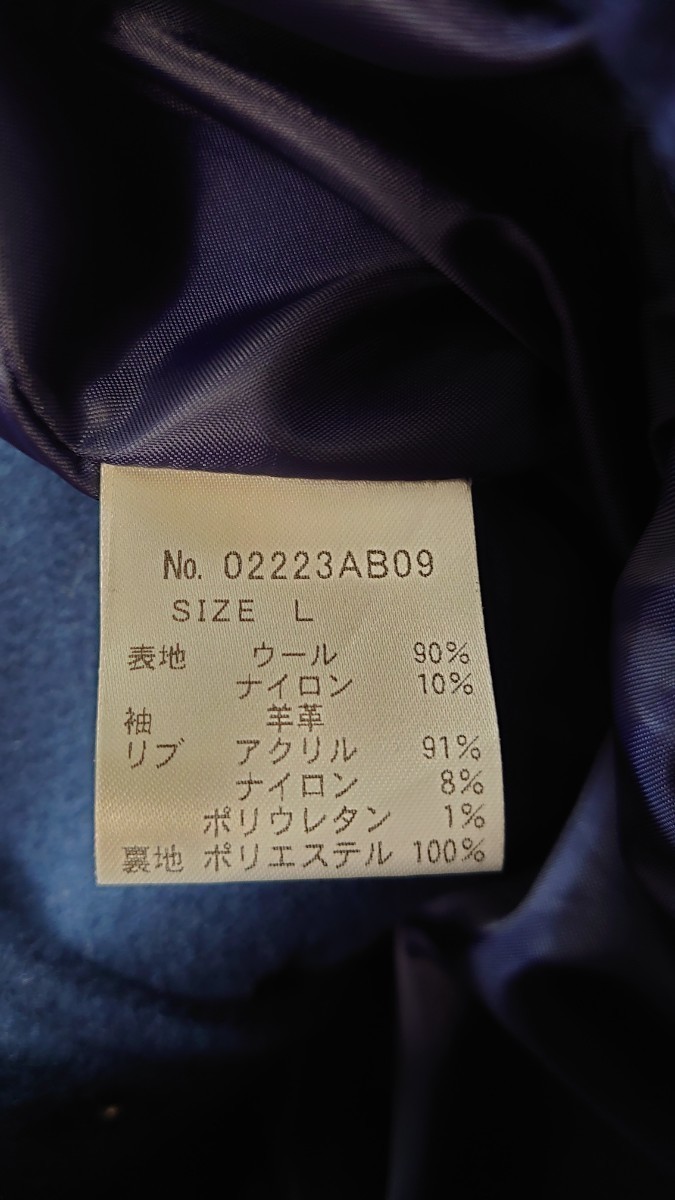 No. 02223AB09
SIZE L
表地 ウール 90%
ナイロン 10%
袖 羊革
リブ アクリル 91%
ナイロン 8%
ポリウレタン 1%
裏地 ポリエステル 100%